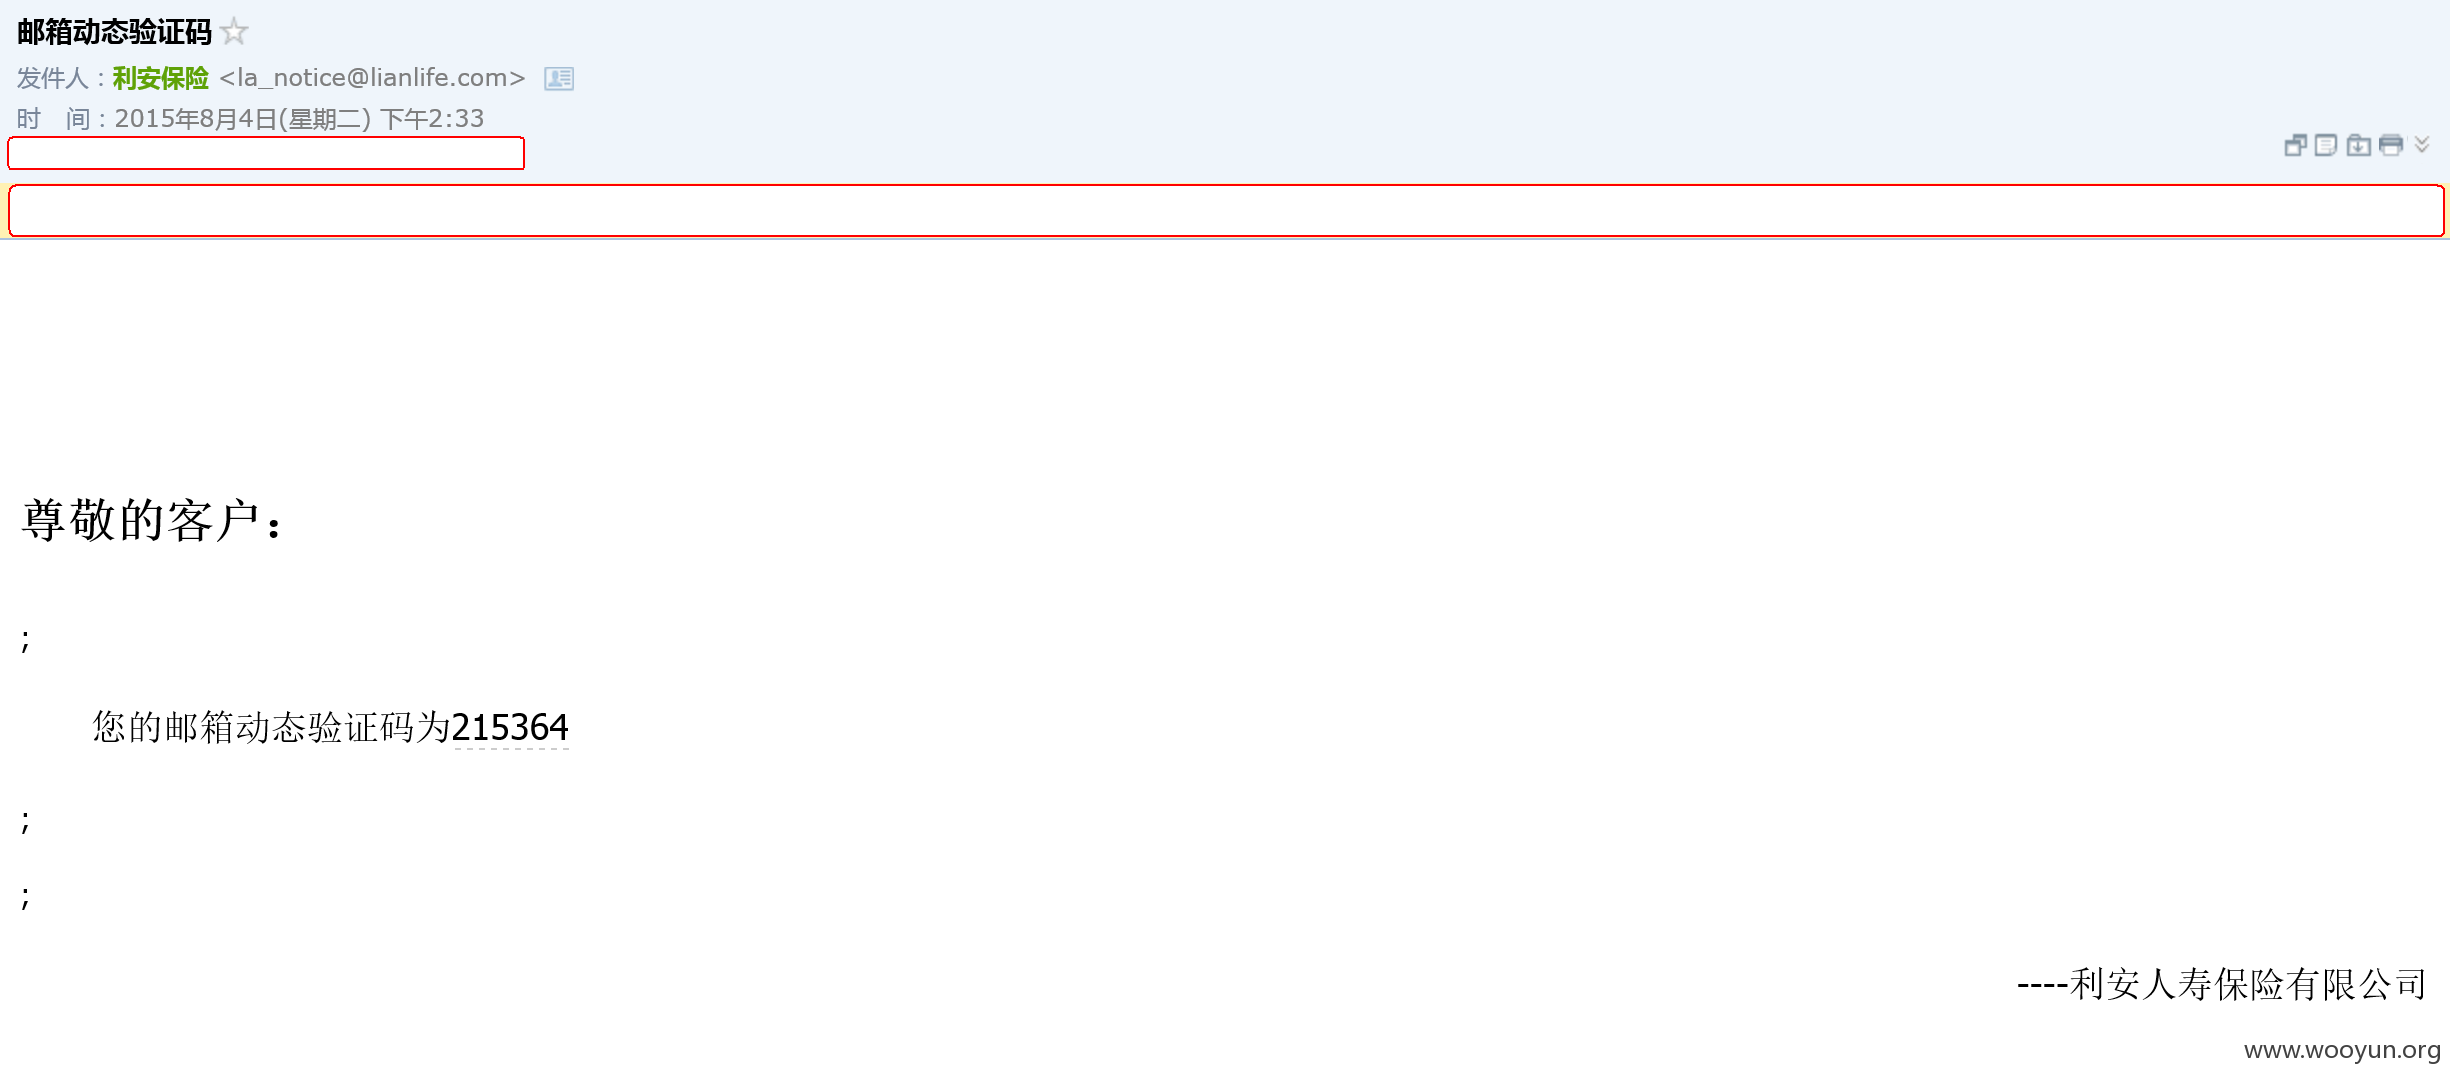 邮箱动态验证码
发件人：利安保险 <la_notice@lianlife.com>
时　间：2015年8月4日(星期二) 下午2:33
尊敬的客户：
;
您的邮箱动态验证码为215364
;
;
----利安人寿保险有限公司
www.wooyun.org